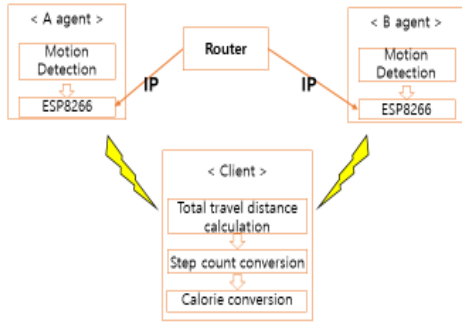 < A agent >
Motion
Detection
ESP8266
Router
IP
IP
< B agent >
Motion
Detection
ESP8266
< Client >
Total travel distance
calculation
Step count conversion
Calorie conversion